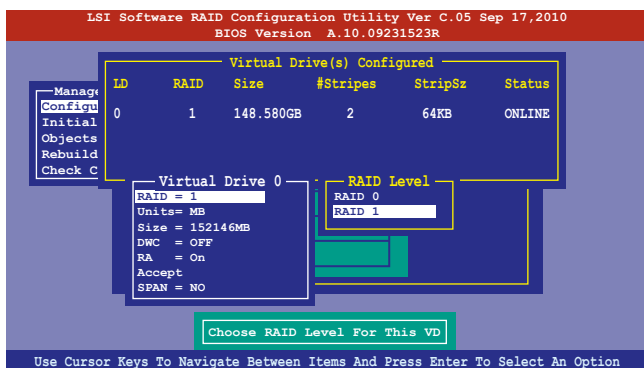 LSI Software RAID Configuration Utility Ver C.05 Sep 17,2010
BIOS Version A.10.09231523R
Virtual Drive(s) Configured
LD RAID Size #Stripes StripSz Status
0 1 148.580GB 2 64KB ONLINE
Manage
Configu
Initial
Objects
Rebuild
Check C
Virtual Drive 0
RAID = 1
Units= MB
Size = 152146MB
DWC = OFF
RA = On
Accept
SPAN = NO
RAID Level
RAID 0
RAID 1
Choose RAID Level For This VD
Use Cursor Keys To Navigate Between Items And Press Enter To Select An Option